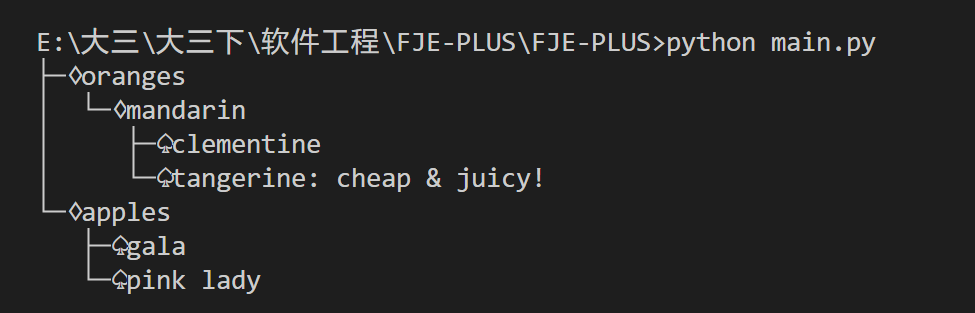 E:\大三\大三下\软件工程\FJE-PLUS\FJE-PLUS>python main.py
├─♢oranges
│  └─♢mandarin
│     ├─♤clementine
│     └─♤tangerine: cheap & juicy!
└─♢apples
   ├─♤gala
   └─♤pink lady